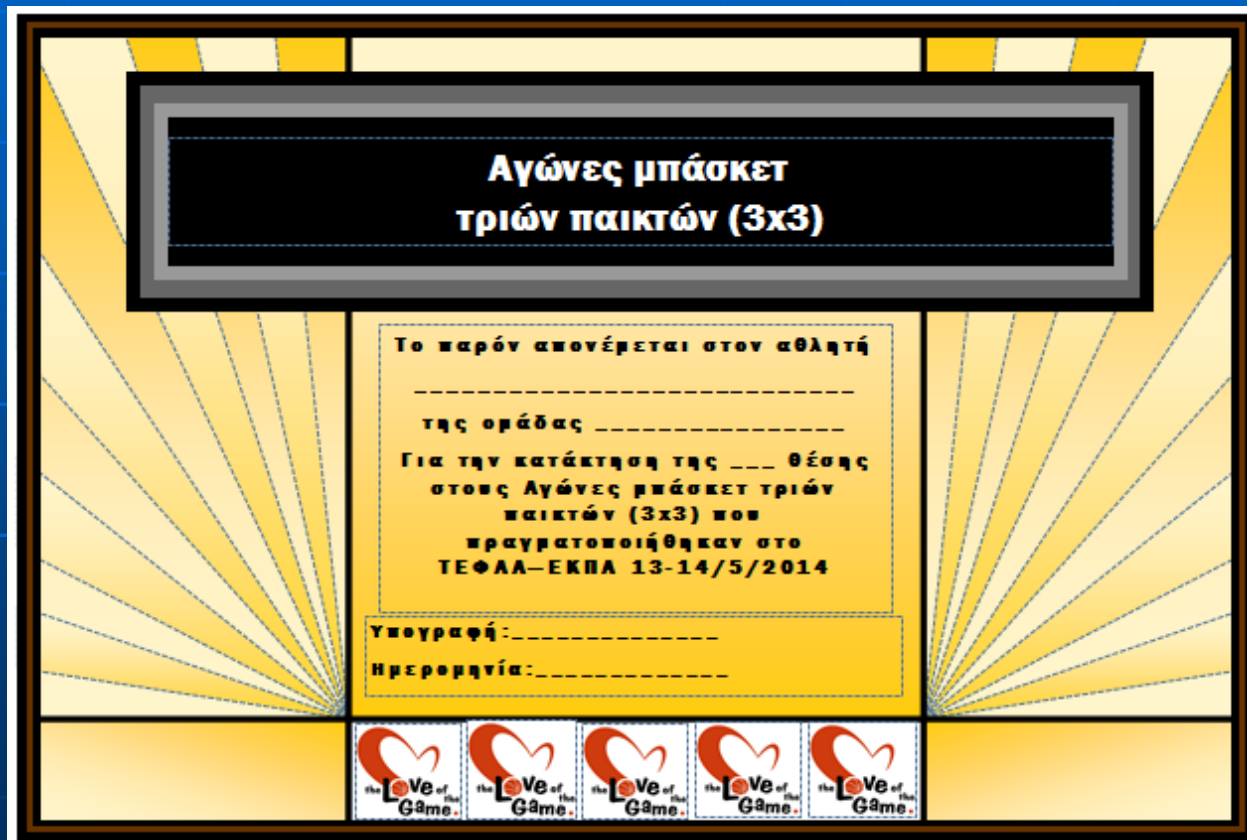 Αγώνες μπάσκετ
τριών παικτών (3x3)
Το παρόν απονέμεται στον αθλητή
____________________________
της ομάδας ________________
Για την κατάκτηση της ___ θέσης
στους Αγώνες μπάσκετ τριών
παικτών (3x3) που
πραγματοποιήθηκαν στο
ΤΕΦΑΑ–ΕΚΠΑ 13-14/5/2014
Υπογραφή:______________
Ημερομηνία:_____________
the Love of the Game. the Love of the Game. the Love of the Game. the Love of the Game. the Love of the Game.